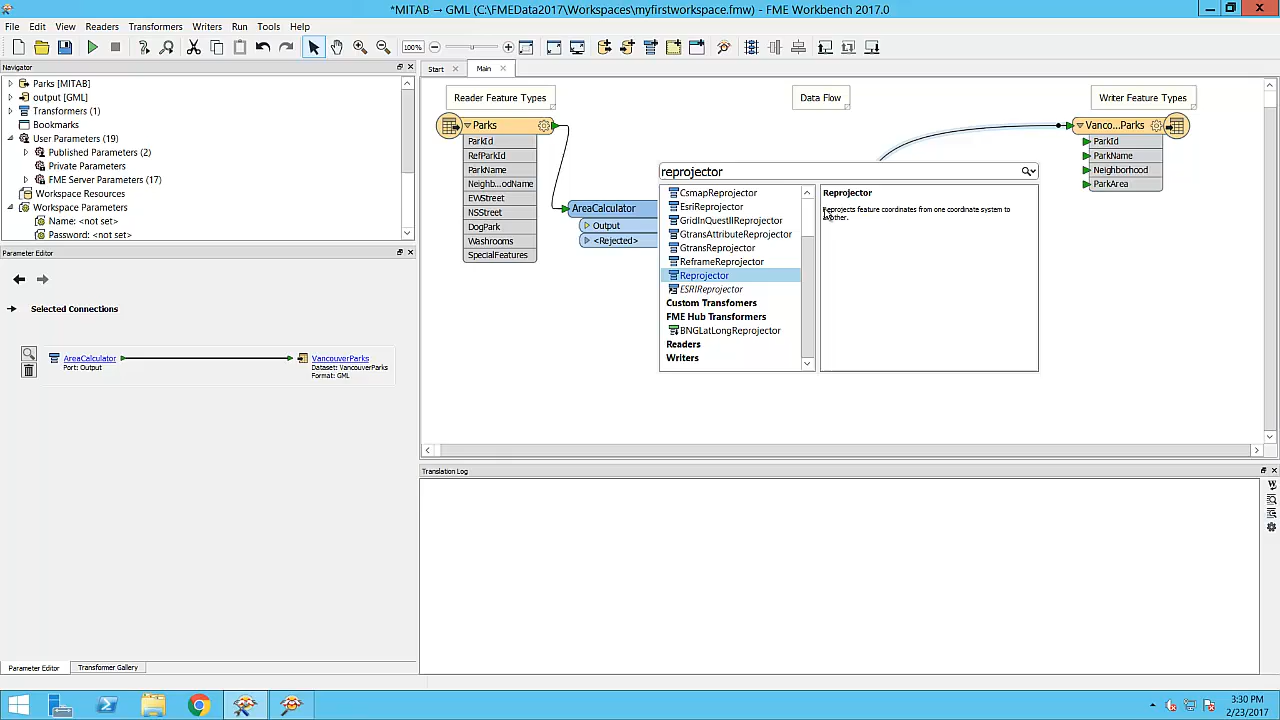 *MITAB → GML (C:\FMEData2017\Workspaces\myfirstworkspace.fmw) - FME Workbench 2017.0
File Edit View Readers Transformers Writers Run Tools Help
100%
Navigator
Parks [MITAB]
output [GML]
Transformers (1)
Bookmarks
User Parameters (19)
Published Parameters (2)
Private Parameters
FME Server Parameters (17)
Workspace Resources
Workspace Parameters
Name: <not set>
Password: <not set>
Parameter Editor
Selected Connections
AreaCalculator
Port: Output
VancouverParks
Dataset: VancouverParks
Format: GML
Parameter Editor Transformer Gallery
Start Main
Reader Feature Types
Data Flow
Writer Feature Types
Parks
ParkId
RefParkId
ParkName
Neighb...odName
EWStreet
NSStreet
DogPark
Washrooms
SpecialFeatures
AreaCalculator
Output
<Rejected>
reprojector
CsmapReprojector
EsriReprojector
GridInQuestIIReprojector
GtransAttributeReprojector
GtransReprojector
ReframeReprojector
Reprojector
ESRIReprojector
Custom Transfomers
FME Hub Transformers
BNGLatLongReprojector
Readers
Writers
Reprojector
Reprojects feature coordinates from one coordinate system to
another.
Vanco...Parks
ParkId
ParkName
Neighborhood
ParkArea
Translation Log
3:30 PM
2/23/2017